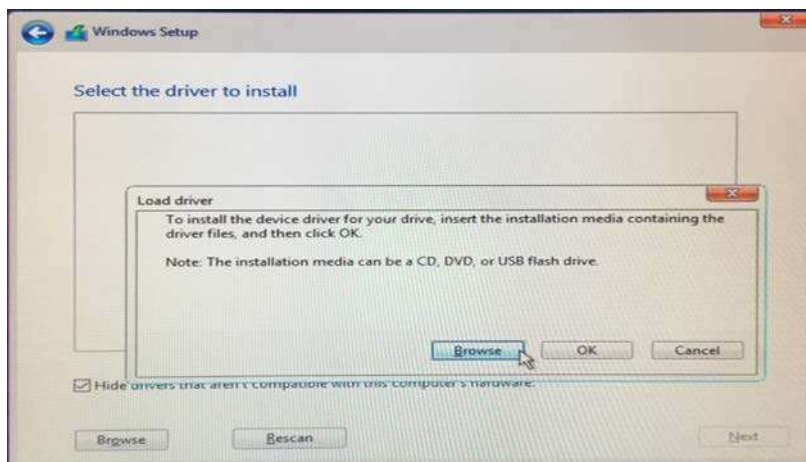 Windows Setup
Select the driver to install
Load driver
To install the device driver for your drive, insert the installation media containing the
driver files, and then click OK.
Note: The installation media can be a CD, DVD, or USB flash drive.
Browse OK Cancel
Hide drivers that aren't compatible with this computer's hardware.
Browse Rescan Next